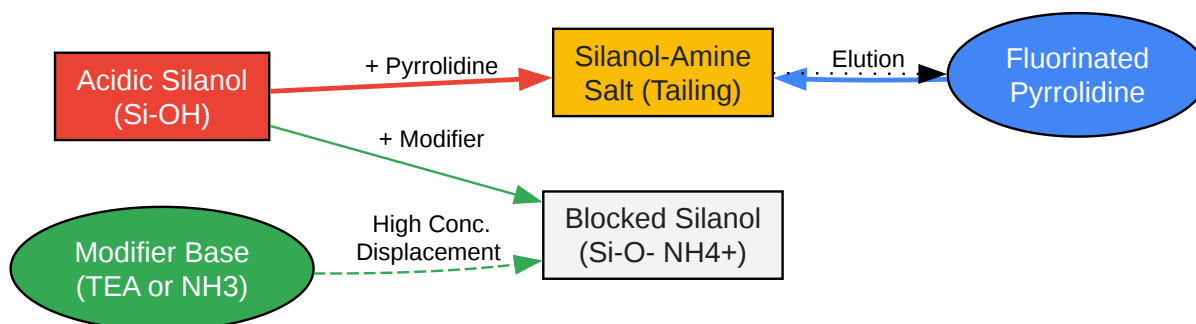 Acidic Silanol
(Si-OH)
+ Pyrrolidine
Silanol-Amine
Salt (Tailing)
Elution
Fluorinated
Pyrrolidine
+ Modifier
Modifier Base
(TEA or NH3)
High Conc.
Displacement
Blocked Silanol
(Si-O- NH4+)